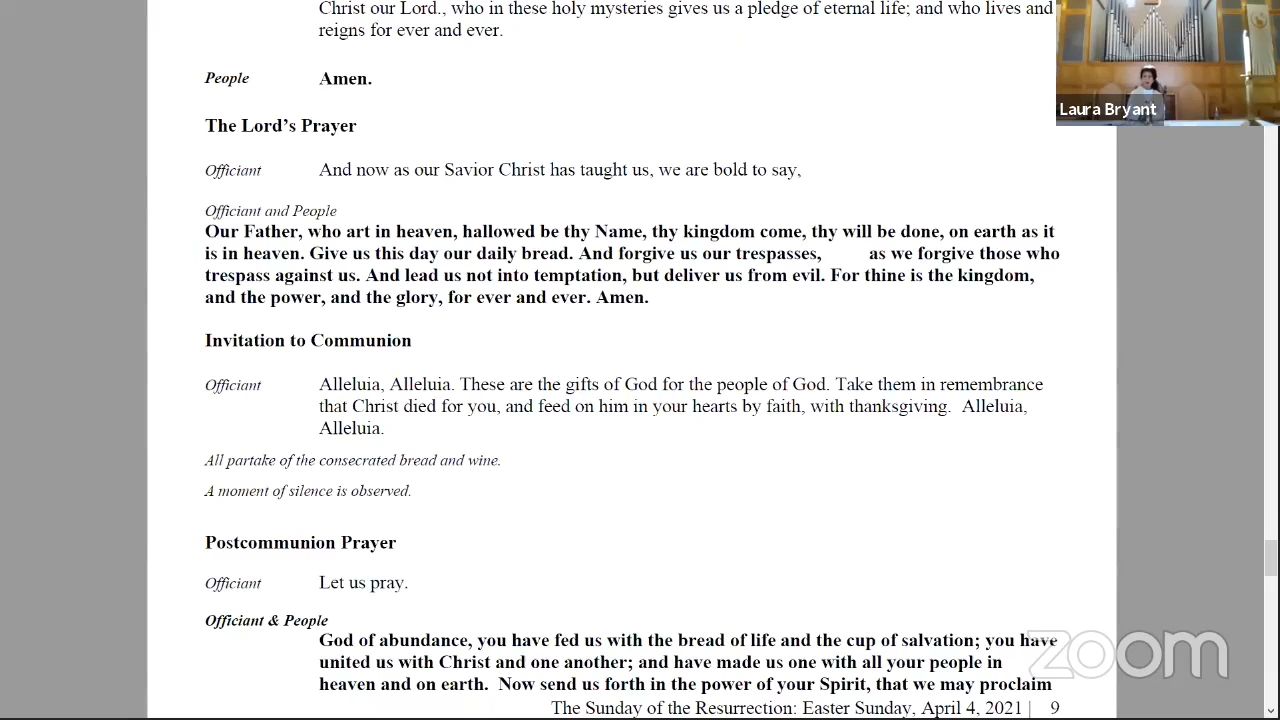 Christ our Lord., who in these holy mysteries gives us a pledge of eternal life; and who lives and
reigns for ever and ever.
People Amen.
Laura Bryant
The Lord's Prayer
Officiant And now as our Savior Christ has taught us, we are bold to say,
Officiant and People
Our Father, who art in heaven, hallowed be thy Name, thy kingdom come, thy will be done, on earth as it
is in heaven. Give us this day our daily bread. And forgive us our trespasses, as we forgive those who
trespass against us. And lead us not into temptation, but deliver us from evil. For thine is the kingdom,
and the power, and the glory, for ever and ever. Amen.
Invitation to Communion
Officiant Alleluia, Alleluia. These are the gifts of God for the people of God. Take them in remembrance
that Christ died for you, and feed on him in your hearts by faith, with thanksgiving. Alleluia,
Alleluia.
All partake of the consecrated bread and wine.
A moment of silence is observed.
Postcommunion Prayer
Officiant Let us pray.
Officiant & People
God of abundance, you have fed us with the bread of life and the cup of salvation; you have
united us with Christ and one another; and have made us one with all your people in
heaven and on earth. Now send us forth in the power of your Spirit, that we may proclaim
zoom
The Sunday of the Resurrection: Easter Sunday, April 4, 2021 | 9